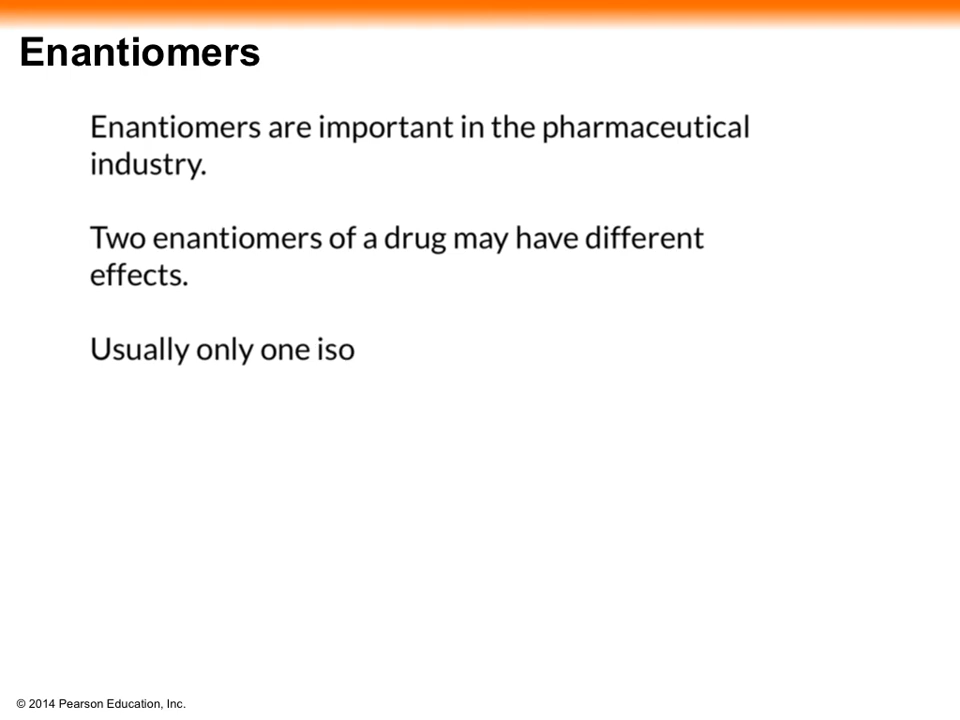 Enantiomers
Enantiomers are important in the pharmaceutical
industry.
Two enantiomers of a drug may have different
effects.
Usually only one iso
© 2014 Pearson Education, Inc.